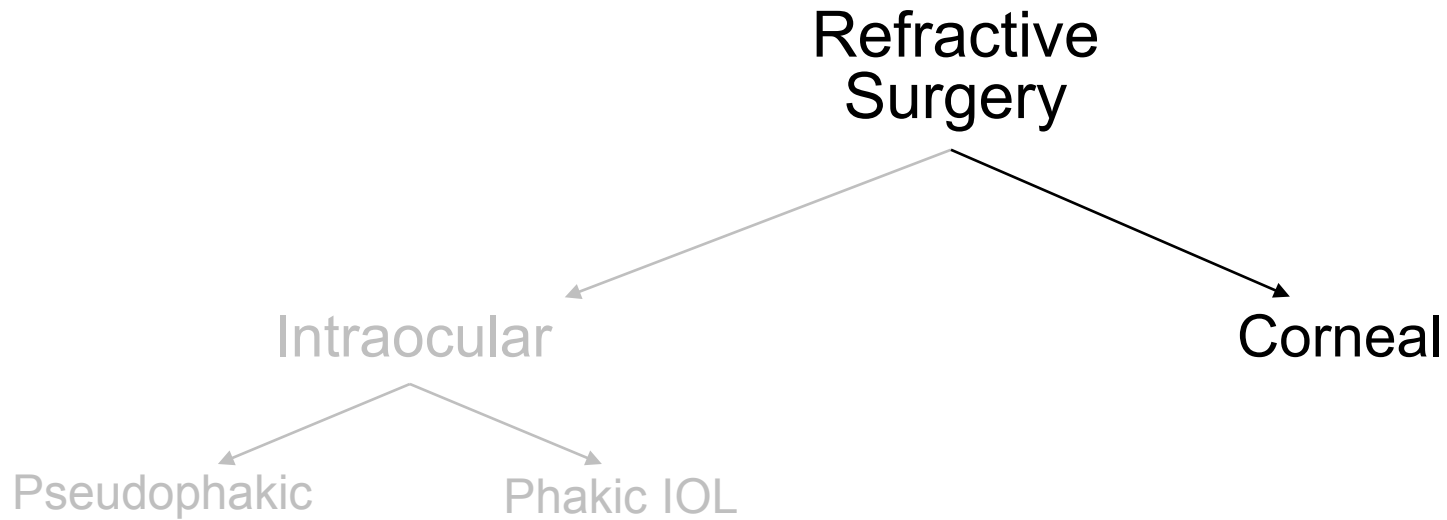 Refractive
Surgery
Intraocular
Corneal
Pseudophakic
Phakic IOL